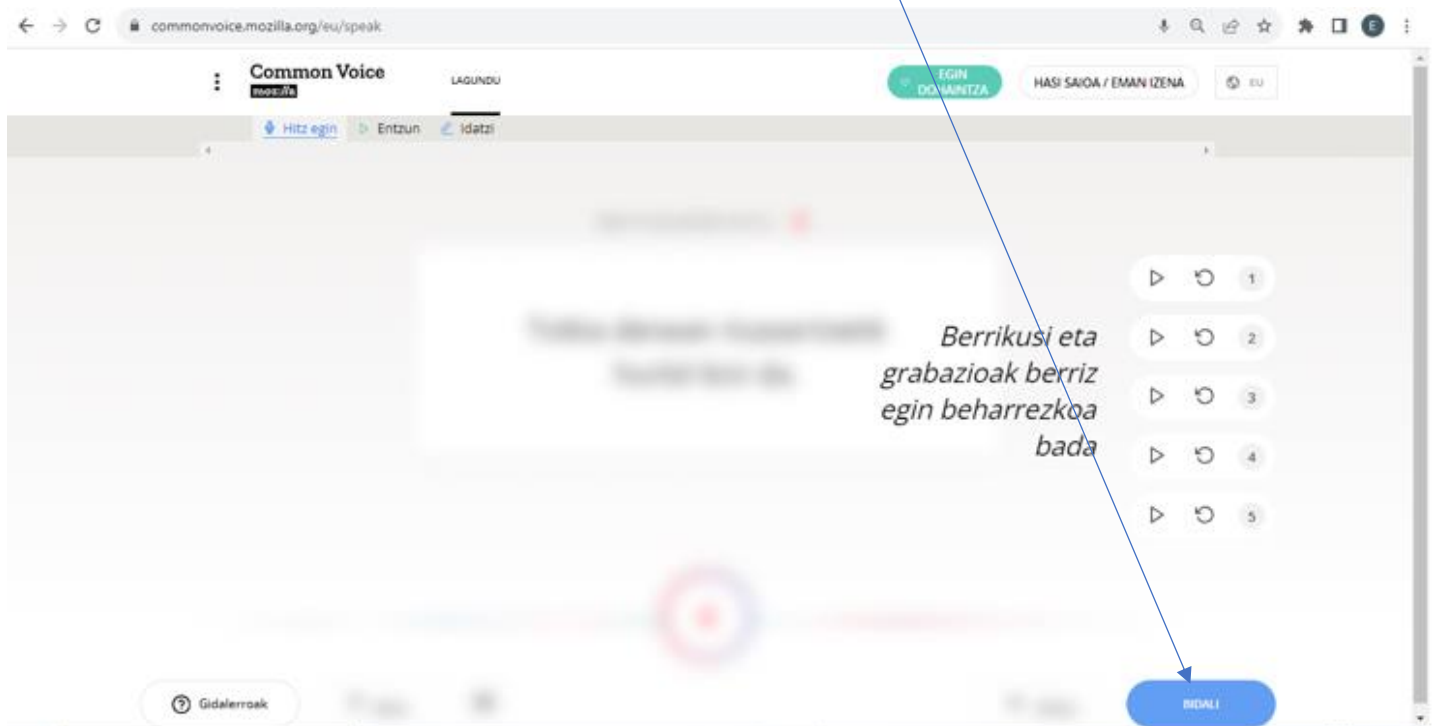 commonvoice.mozilla.org/eu/speak
E
Common Voice
moz://a
LAGUNDU
EGIN
DOHAINTZA
HASI SAIOA / EMAN IZENA
EU
Hitz egin
Entzun
Idatzi
1
Berrikusi eta
grabazioak berriz
egin beharrezkoa
bada
2
3
4
5
Gidalerroak
BIDALI